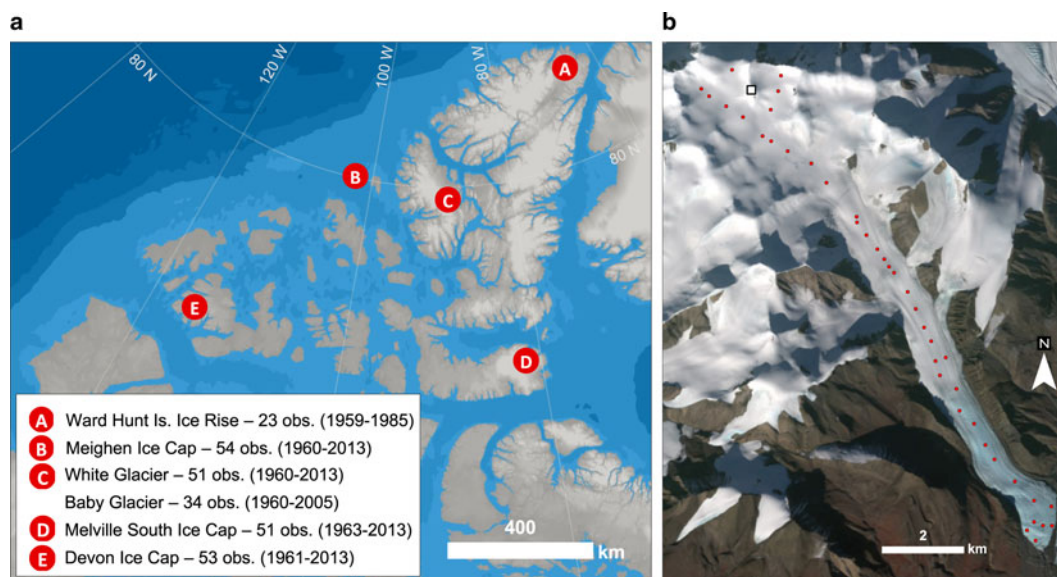 a
b
80 N
120 W
100 W
80 W
80 N
A
B
C
D
E
A Ward Hunt Is. Ice Rise – 23 obs. (1959-1985)
B Meighen Ice Cap – 54 obs. (1960-2013)
C White Glacier – 51 obs. (1960-2013)
Baby Glacier – 34 obs. (1960-2005)
D Melville South Ice Cap – 51 obs. (1963-2013)
E Devon Ice Cap – 53 obs. (1961-2013)
400
km
N
2
km